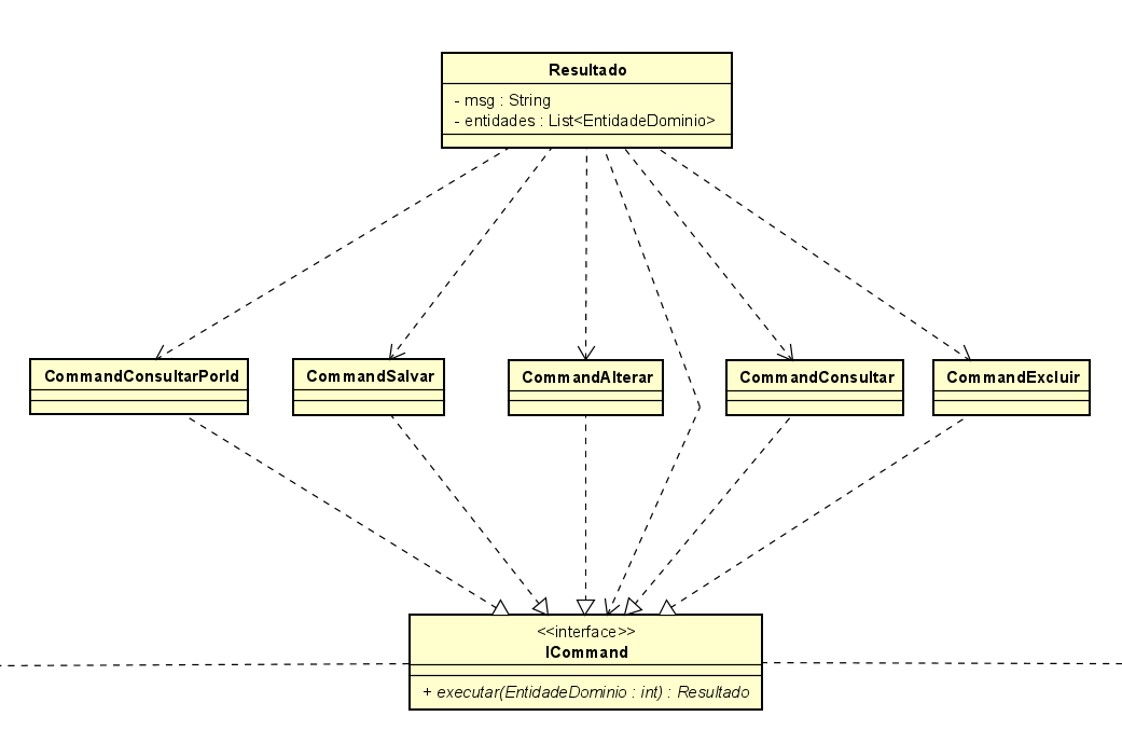 Resultado
- msg : String
- entidades : List<EntidadeDominio>
CommandConsultarPorId
CommandSalvar
CommandAlterar
CommandConsultar
CommandExcluir
<<interface>>
ICommand
+ executar(EntidadeDominio : int) : Resultado